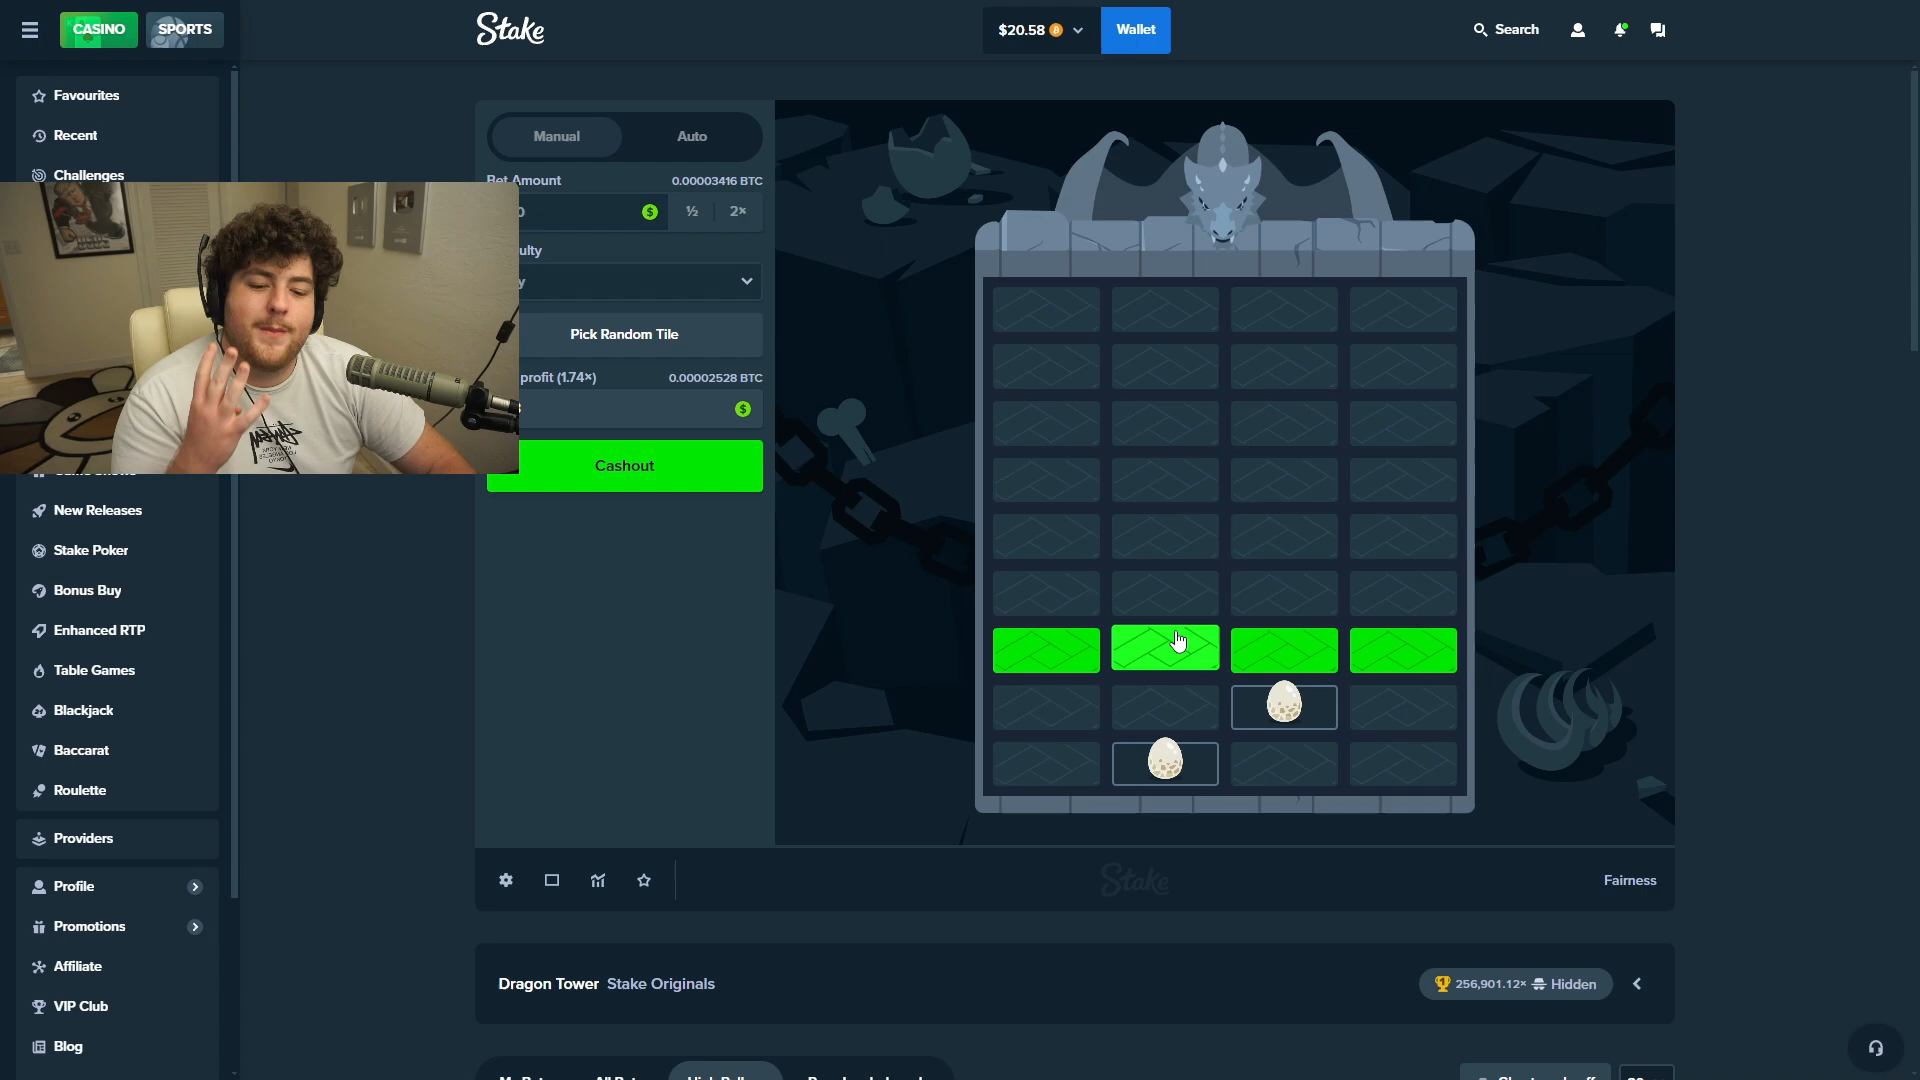 CASINO
SPORTS
Stake
$20.58
Wallet
Search
Favourites
Recent
Challenges
Manual
Auto
Bet Amount
0.00003416 BTC
½
2×
Pick Random Tile
profit (1.74×)
0.00002528 BTC
Cashout
New Releases
Stake Poker
Bonus Buy
Enhanced RTP
Table Games
Blackjack
Baccarat
Roulette
Providers
Profile
Promotions
Affiliate
VIP Club
Blog
Stake
Fairness
Dragon Tower Stake Originals
256,901.12×
Hidden